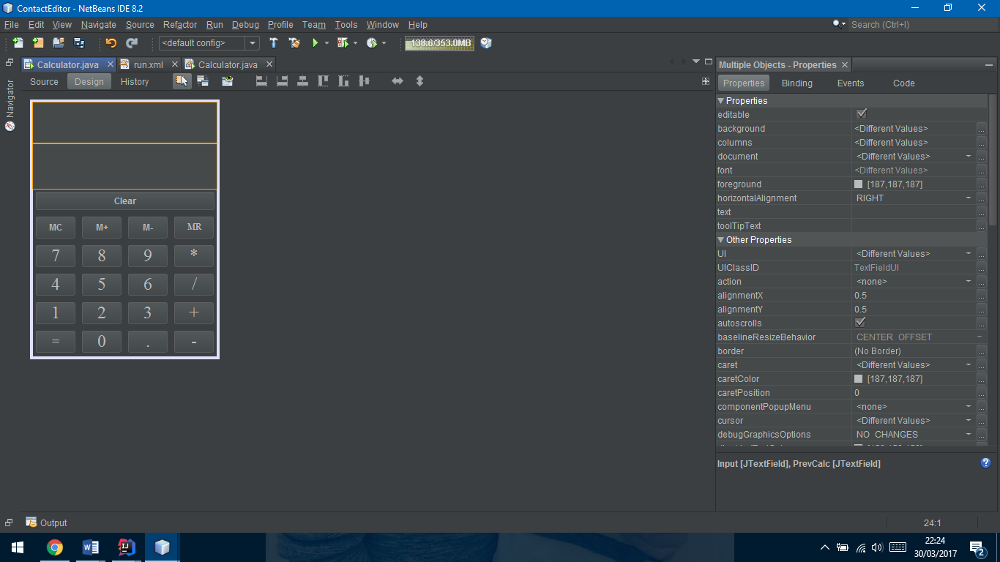 ContactEditor - NetBeans IDE 8.2
File Edit View Navigate Source Refactor Run Debug Profile Team Tools Window Help
Search (Ctrl+I)
<default config>
138.6/353.0MB
Calculator.java
run.xml
Calculator.java
Source Design History
Navigator
Clear
MC M+ M- MR
7 8 9 *
4 5 6 /
1 2 3 +
= 0 . -
Multiple Objects - Properties
Properties Binding Events Code
Properties
editable
background <Different Values> ...
columns <Different Values> ...
document <Different Values> ...
font <Different Values> ...
foreground [187,187,187] ...
horizontalAlignment RIGHT ...
text ...
toolTipText ...
Other Properties
UI <Different Values> ...
UIClassID TextFieldUI ...
action <none> ...
alignmentX 0.5 ...
alignmentY 0.5 ...
autoscrolls ...
baselineResizeBehavior CENTER_OFFSET ...
border (No Border) ...
caret <Different Values> ...
caretColor [187,187,187] ...
caretPosition 0 ...
componentPopupMenu <none> ...
cursor <Different Values> ...
debugGraphicsOptions NO_CHANGES ...
Input [JTextField], PrevCalc [JTextField]
Output
24:1
22:24
30/03/2017
2